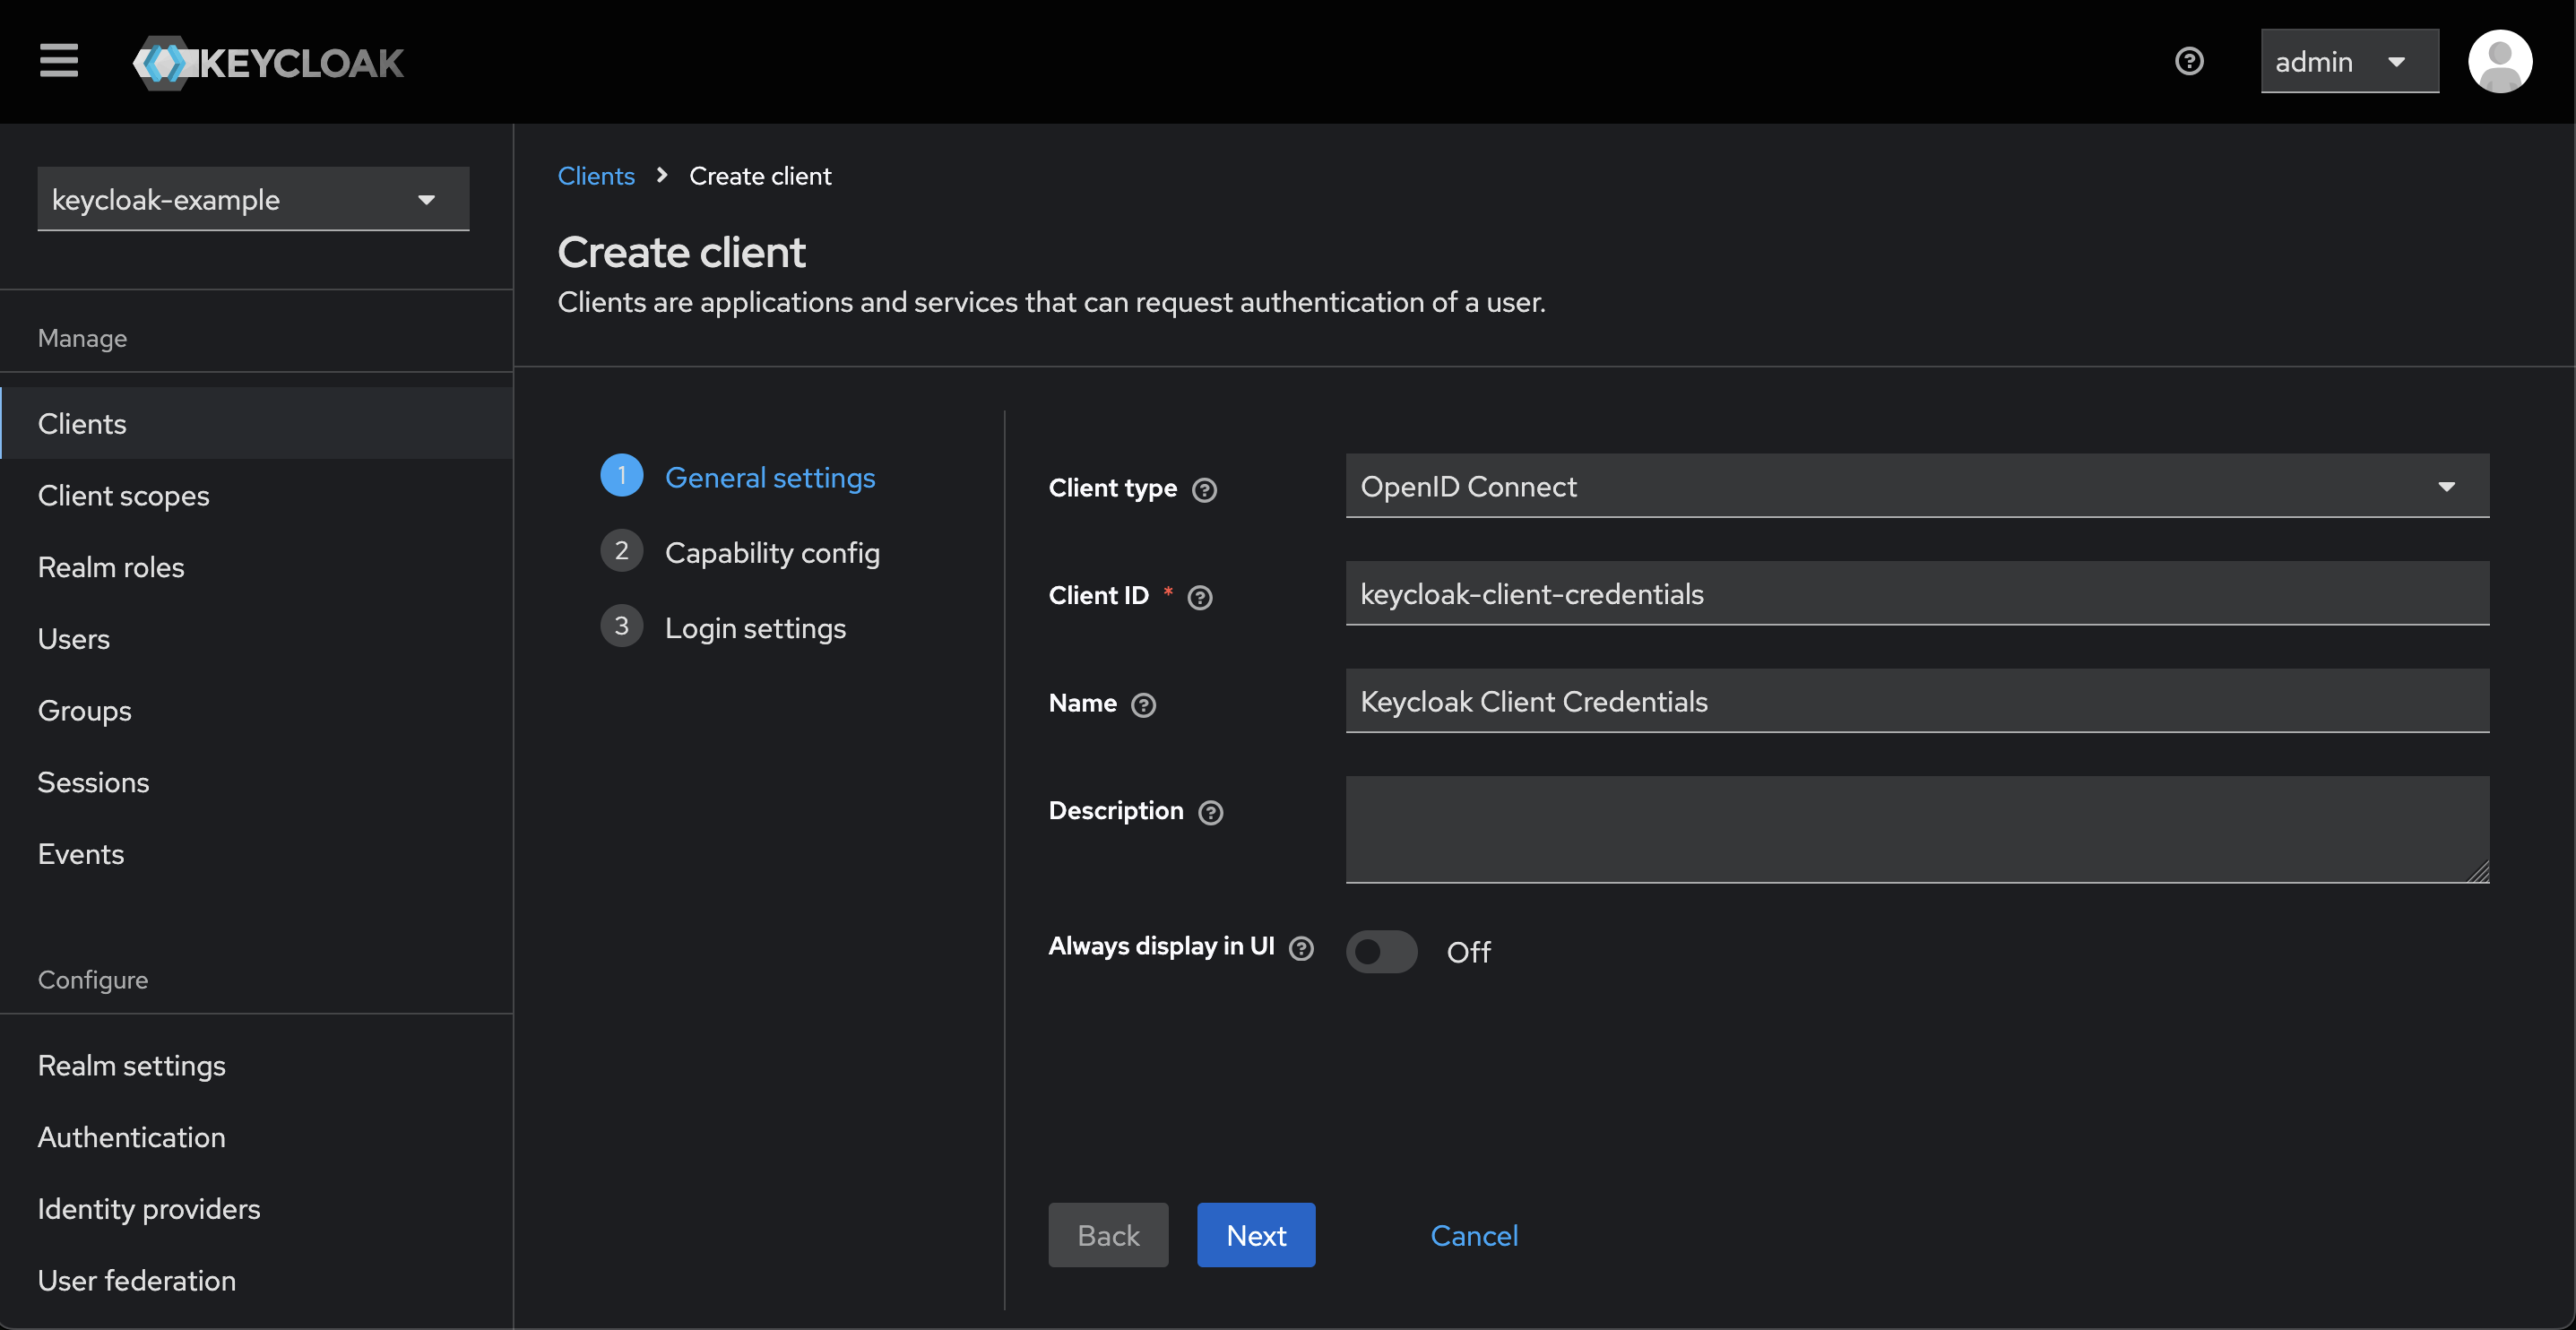 KEYCLOAK
admin
keycloak-example
Manage
Clients
Client scopes
Realm roles
Users
Groups
Sessions
Events
Configure
Realm settings
Authentication
Identity providers
User federation
Clients > Create client
Create client
Clients are applications and services that can request authentication of a user.
1 General settings
2 Capability config
3 Login settings
Client type ?
OpenID Connect
Client ID * ?
keycloak-client-credentials
Name ?
Keycloak Client Credentials
Description ?
Always display in UI ?
Off
Back
Next
Cancel